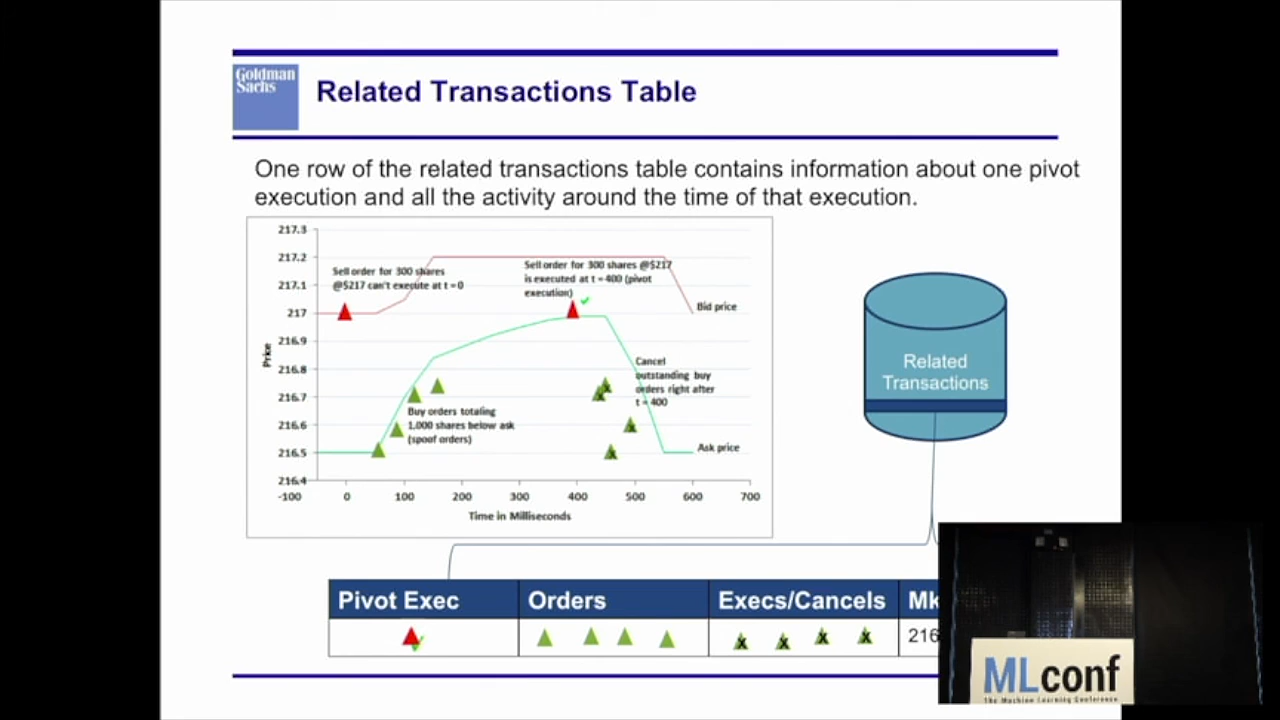 Goldman
Sachs
Related Transactions Table
One row of the related transactions table contains information about one pivot
execution and all the activity around the time of that execution.
217.3
217.2
217.1
217
216.9
216.8
216.7
216.6
216.5
216.4
Price
Sell order for 300 shares
@$217 can't execute at t = 0
Sell order for 300 shares @$217
is executed at t = 400 (pivot
execution)
Bid price
Cancel
outstanding buy
orders right after
t = 400
Buy orders totaling
1,000 shares below ask
(spoof orders)
Ask price
-100 0 100 200 300 400 500 600 700
Time in Milliseconds
Related
Transactions
Pivot Exec Orders Execs/Cancels Mk
x x x x 216
MLconf
The Machine Learning Conference